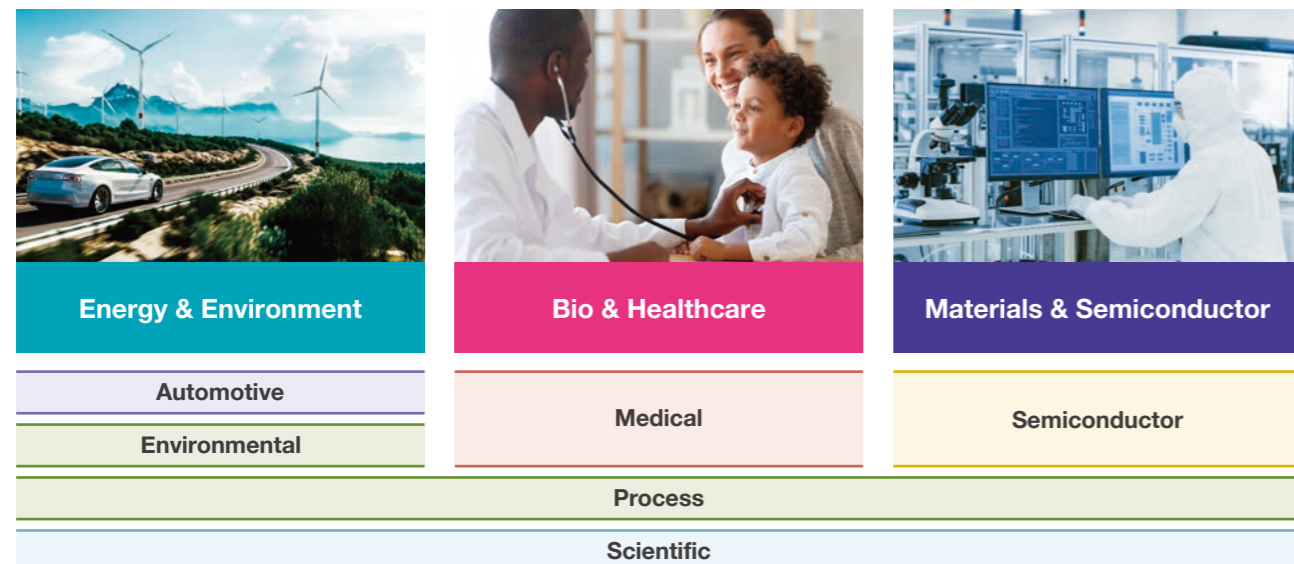 Energy & Environment
Bio & Healthcare
Materials & Semiconductor
Automotive
Environmental
Medical
Semiconductor
Process
Scientific